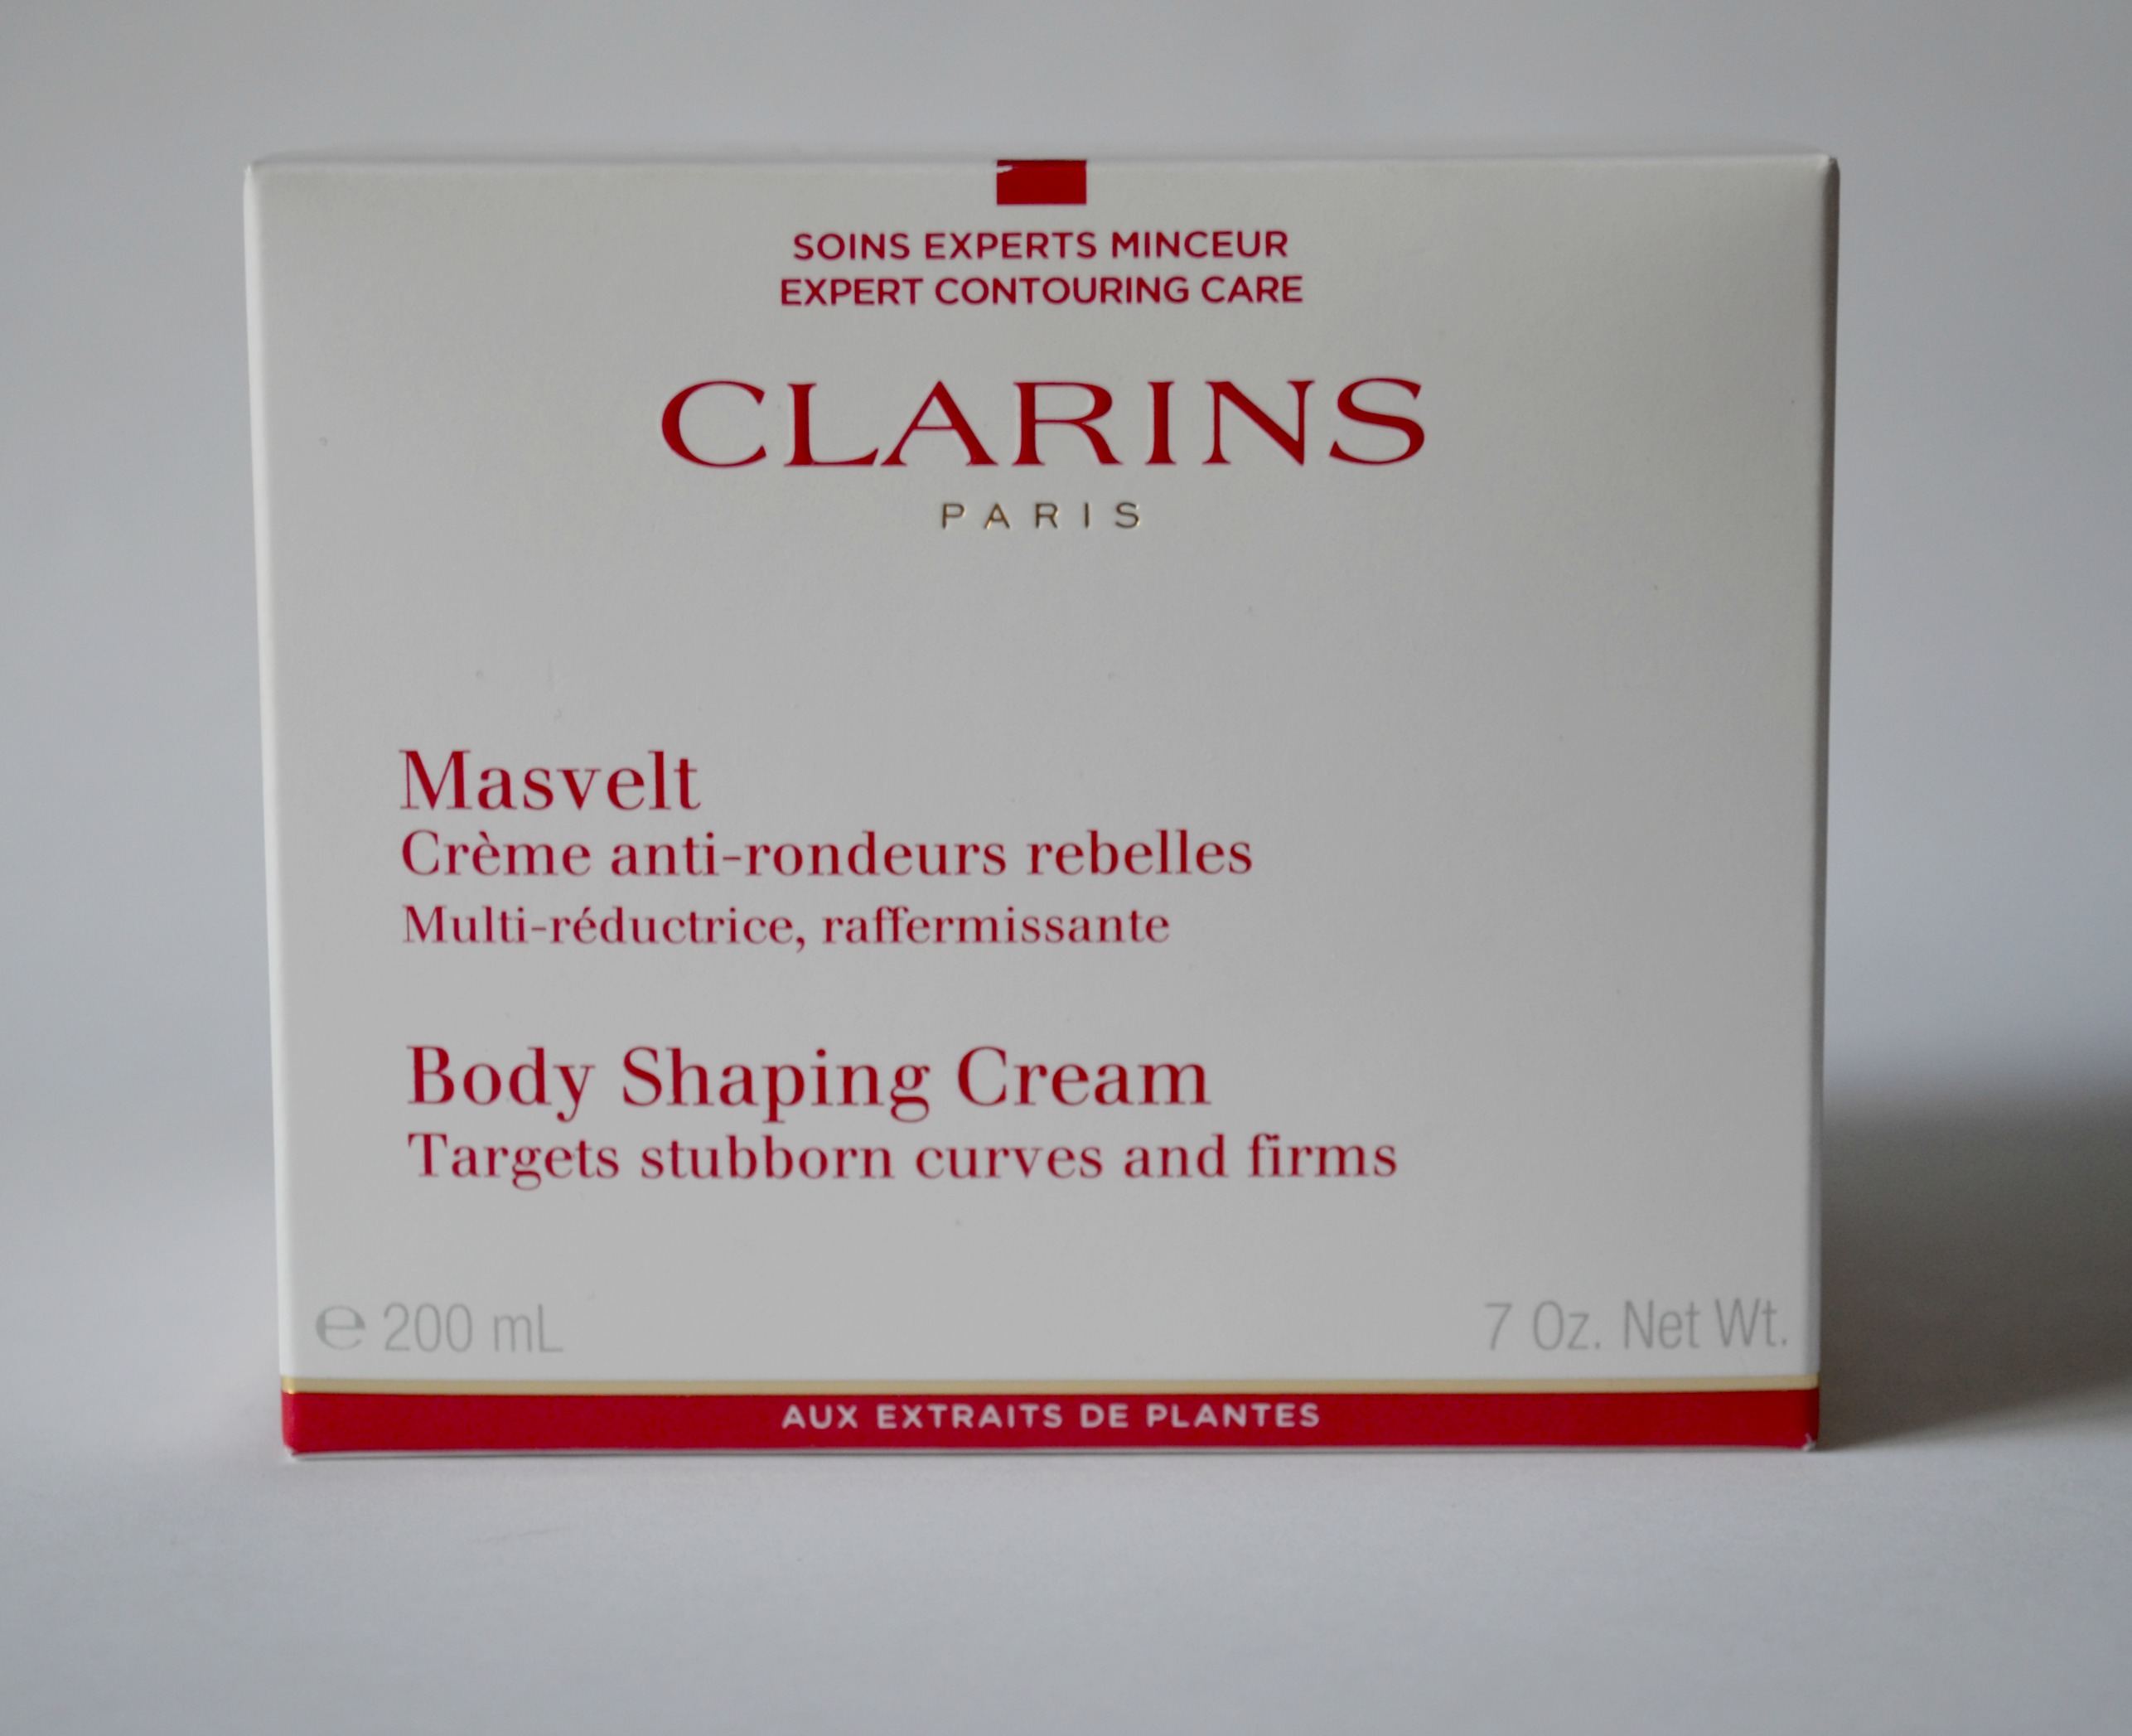 SOINS EXPERTS MINCEUR
EXPERT CONTOURING CARE
CLARINS
PARIS
Masvelt
Crème anti-rondeurs rebelles
Multi-réductrice, raffermissante
Body Shaping Cream
Targets stubborn curves and firms
℮ 200 mL 7 Oz. Net Wt.
AUX EXTRAITS DE PLANTES